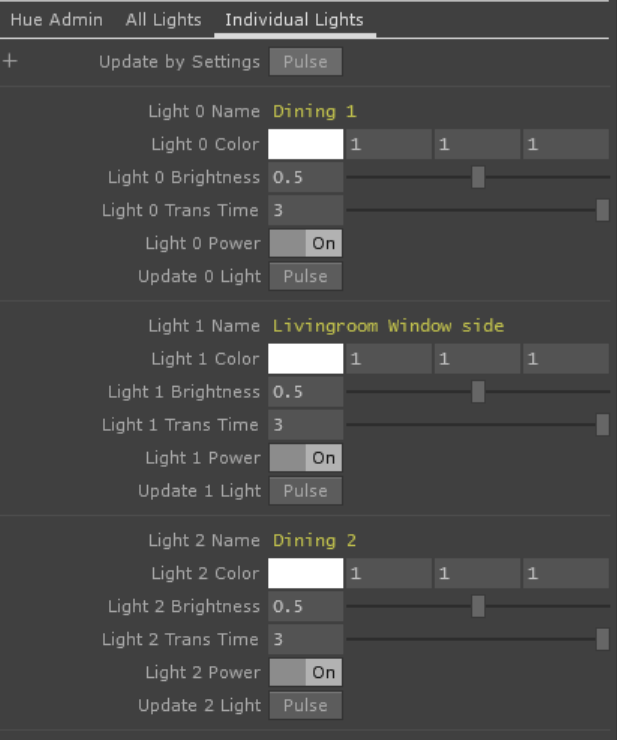 Hue Admin All Lights Individual Lights
+ Update by Settings Pulse
Light 0 Name Dining 1
Light 0 Color 1 1 1
Light 0 Brightness 0.5
Light 0 Trans Time 3
Light 0 Power On
Update 0 Light Pulse
Light 1 Name Livingroom Window side
Light 1 Color 1 1 1
Light 1 Brightness 0.5
Light 1 Trans Time 3
Light 1 Power On
Update 1 Light Pulse
Light 2 Name Dining 2
Light 2 Color 1 1 1
Light 2 Brightness 0.5
Light 2 Trans Time 3
Light 2 Power On
Update 2 Light Pulse